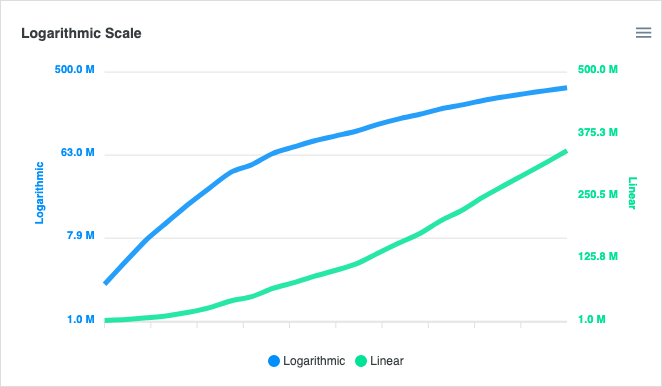 Logarithmic Scale
500.0 M
63.0 M
7.9 M
1.0 M
Logarithmic
500.0 M
375.3 M
250.5 M
125.8 M
1.0 M
Linear
Logarithmic Linear